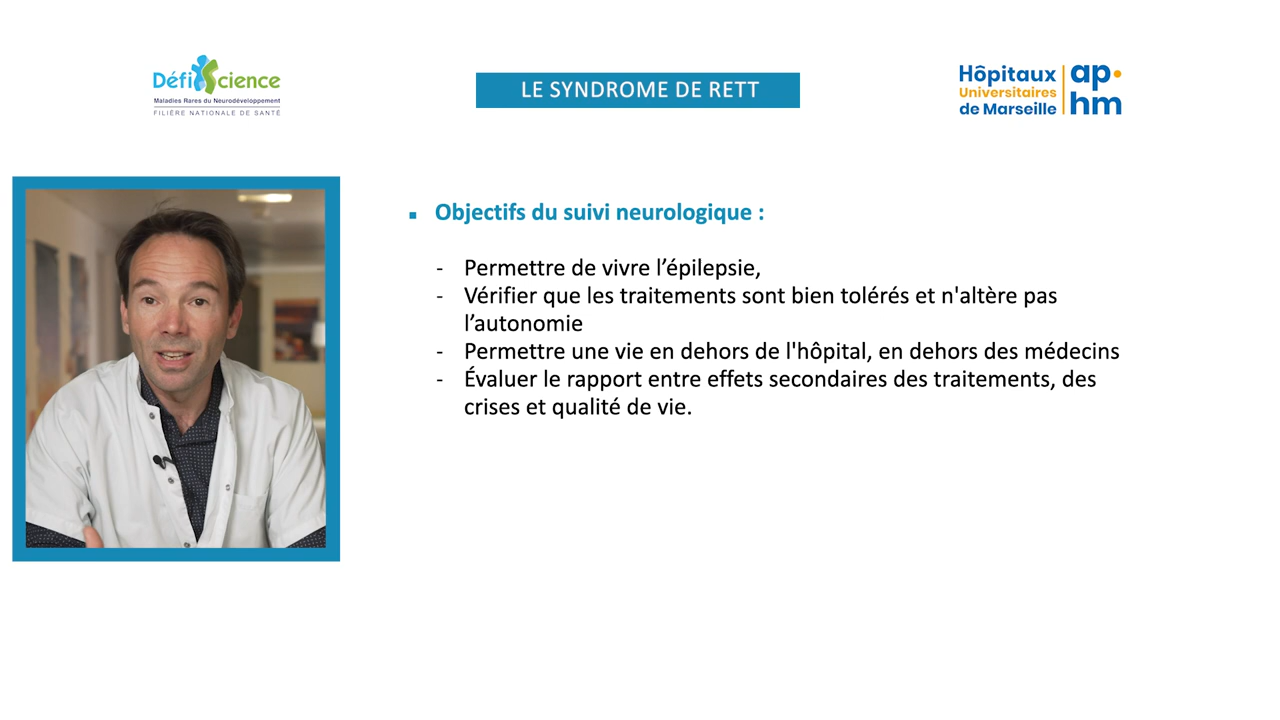 Défi Science
Maladies Rares du Neurodéveloppement
FILIÈRE NATIONALE DE SANTÉ
LE SYNDROME DE RETT
Hôpitaux
Universitaires
de Marseille
ap.
hm
Objectifs du suivi neurologique :
- Permettre de vivre l’épilepsie,
- Vérifier que les traitements sont bien tolérés et n'altère pas
l’autonomie
- Permettre une vie en dehors de l'hôpital, en dehors des médecins
- Évaluer le rapport entre effets secondaires des traitements, des
crises et qualité de vie.